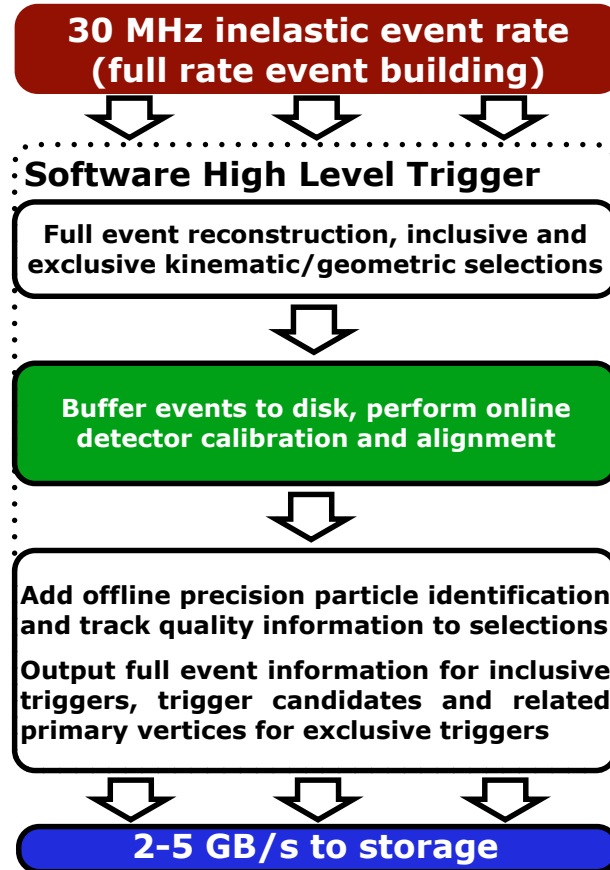 30 MHz inelastic event rate
(full rate event building)
Software High Level Trigger
Full event reconstruction, inclusive and
exclusive kinematic/geometric selections
Buffer events to disk, perform online
detector calibration and alignment
Add offline precision particle identification
and track quality information to selections
Output full event information for inclusive
triggers, trigger candidates and related
primary vertices for exclusive triggers
2-5 GB/s to storage